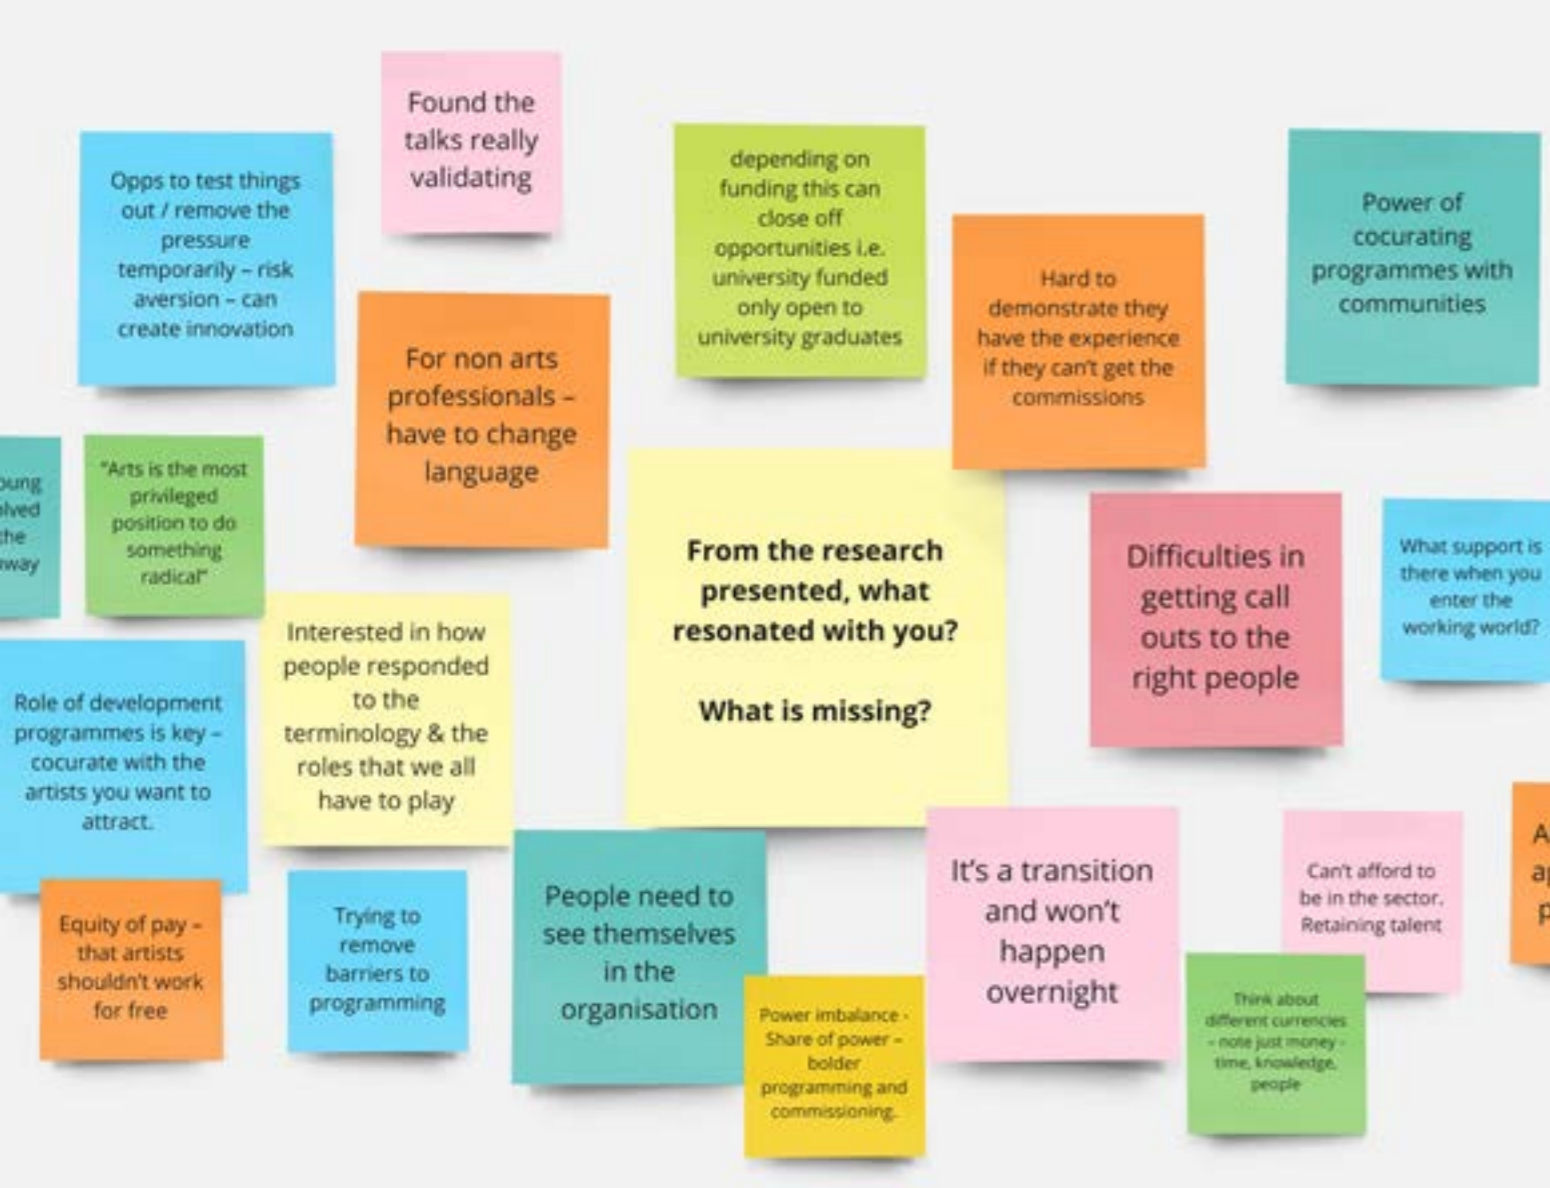 Found the
talks really
validating
Opps to test things
out / remove the
pressure
temporarily – risk
aversion – can
create innovation
depending on
funding this can
close off
opportunities i.e.
university funded
only open to
university graduates
Power of
cocurating
programmes with
communities
Hard to
demonstrate they
have the experience
if they can't get the
commissions
For non arts
professionals –
have to change
language
the
away
"Arts is the most
privileged
position to do
something
radical"
From the research
presented, what
resonated with you?
What is missing?
Difficulties in
getting call
outs to the
right people
What support is
there when you
enter the
working world?
Interested in how
people responded
to the
terminology & the
roles that we all
have to play
Role of development
programmes is key –
cocurate with the
artists you want to
attract.
Equity of pay –
that artists
shouldn't work
for free
Trying to
remove
barriers to
programming
People need to
see themselves
in the
organisation
Power imbalance -
Share of power –
bolder
programming and
commissioning.
It's a transition
and won't
happen
overnight
Can't afford to
be in the sector.
Retaining talent
Think about
different currencies
– note just money -
time, knowledge,
people